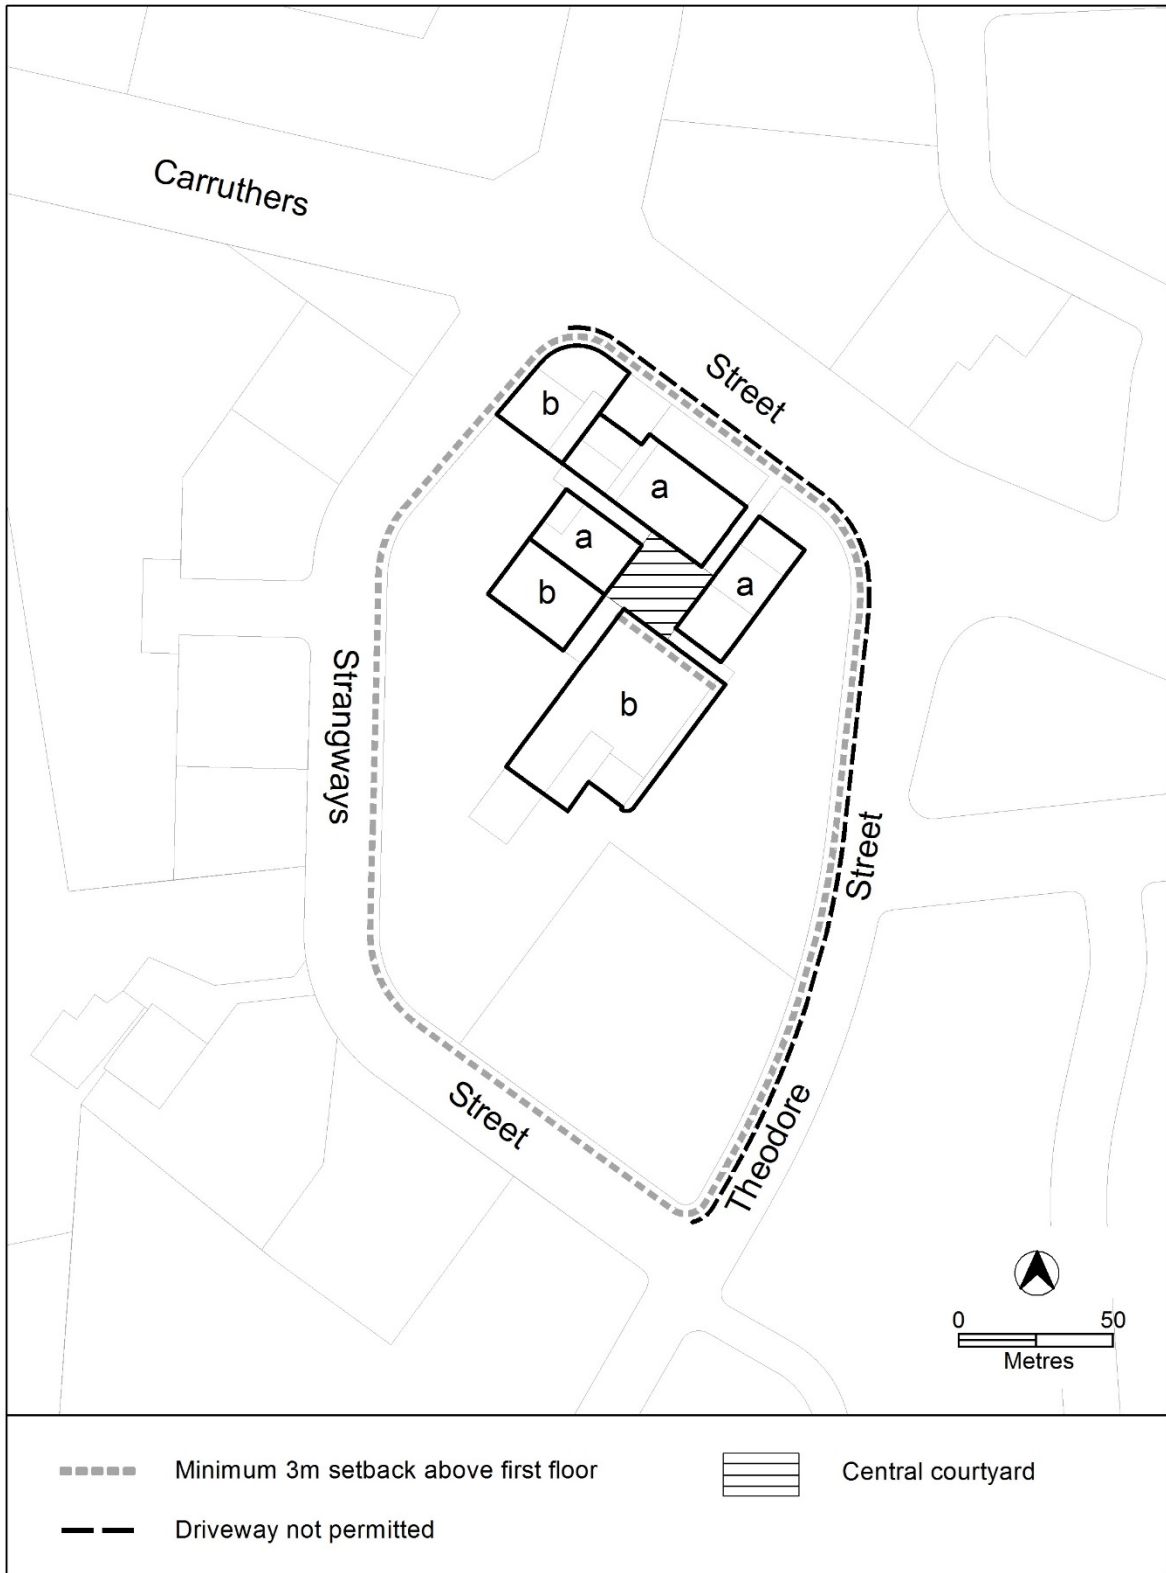 Carruthers
Street
b
a
a
b
a
b
Strangways
Street
Street
Theodore
0 50
Metres
Minimum 3m setback above first floor
Central courtyard
Driveway not permitted